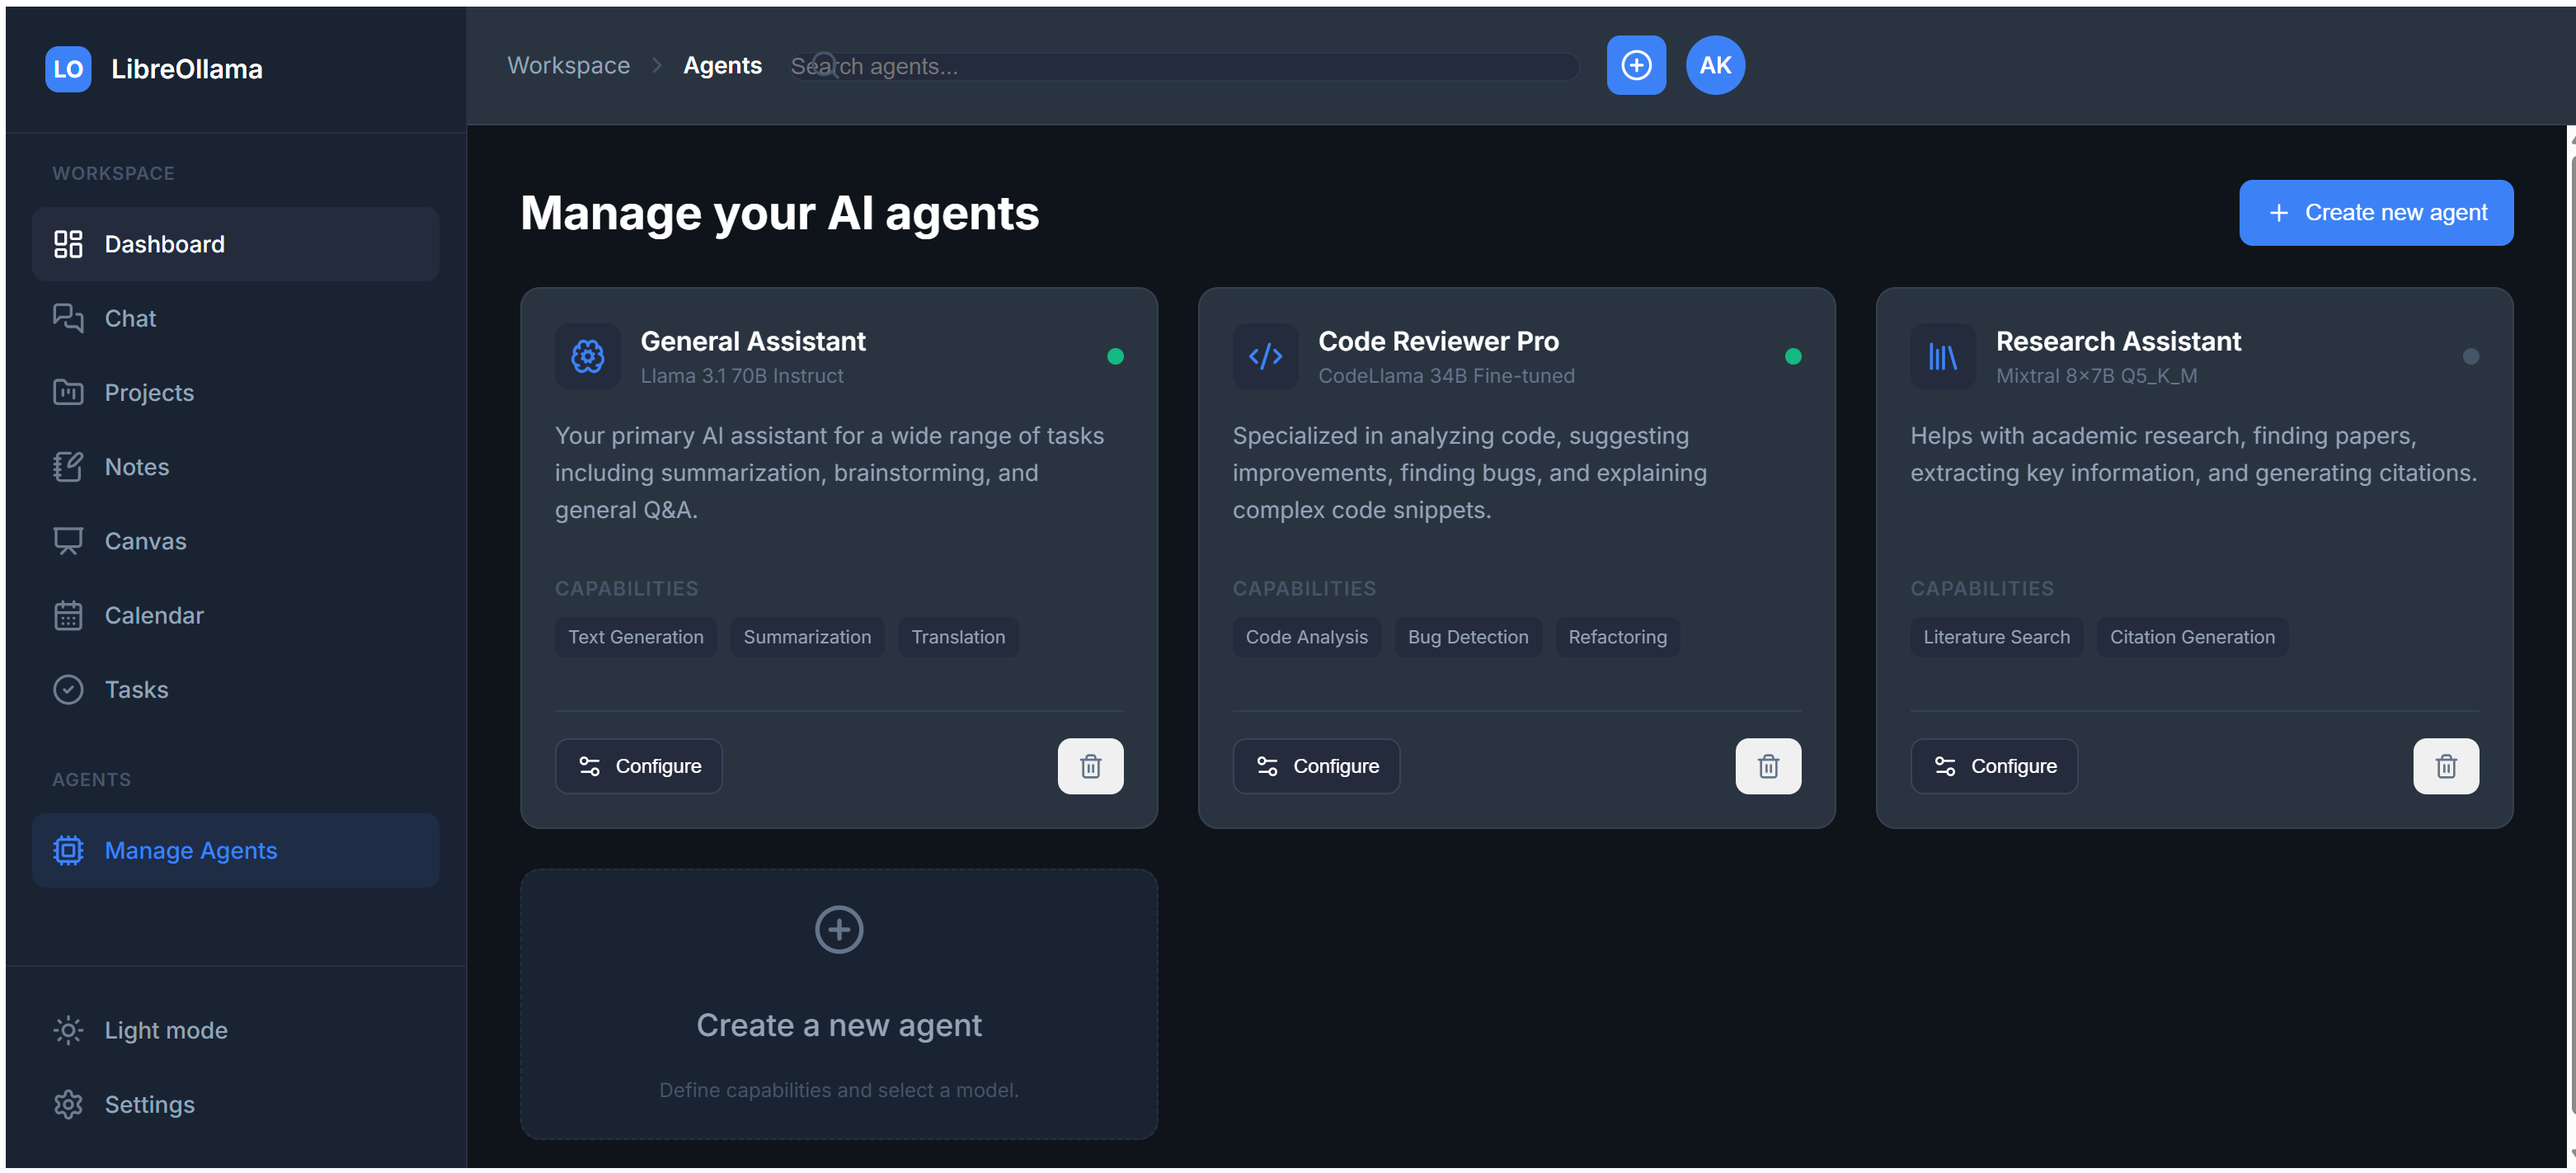 LO LibreOllama
WORKSPACE
Dashboard
Chat
Projects
Notes
Canvas
Calendar
Tasks
AGENTS
Manage Agents
Light mode
Settings
Workspace > Agents
Search agents...
AK
Manage your AI agents
+ Create new agent
General Assistant
Llama 3.1 70B Instruct
Your primary AI assistant for a wide range of tasks
including summarization, brainstorming, and
general Q&A.
CAPABILITIES
Text Generation Summarization Translation
Configure
Code Reviewer Pro
CodeLlama 34B Fine-tuned
Specialized in analyzing code, suggesting
improvements, finding bugs, and explaining
complex code snippets.
CAPABILITIES
Code Analysis Bug Detection Refactoring
Configure
Research Assistant
Mixtral 8×7B Q5_K_M
Helps with academic research, finding papers,
extracting key information, and generating citations.
CAPABILITIES
Literature Search Citation Generation
Configure
Create a new agent
Define capabilities and select a model.